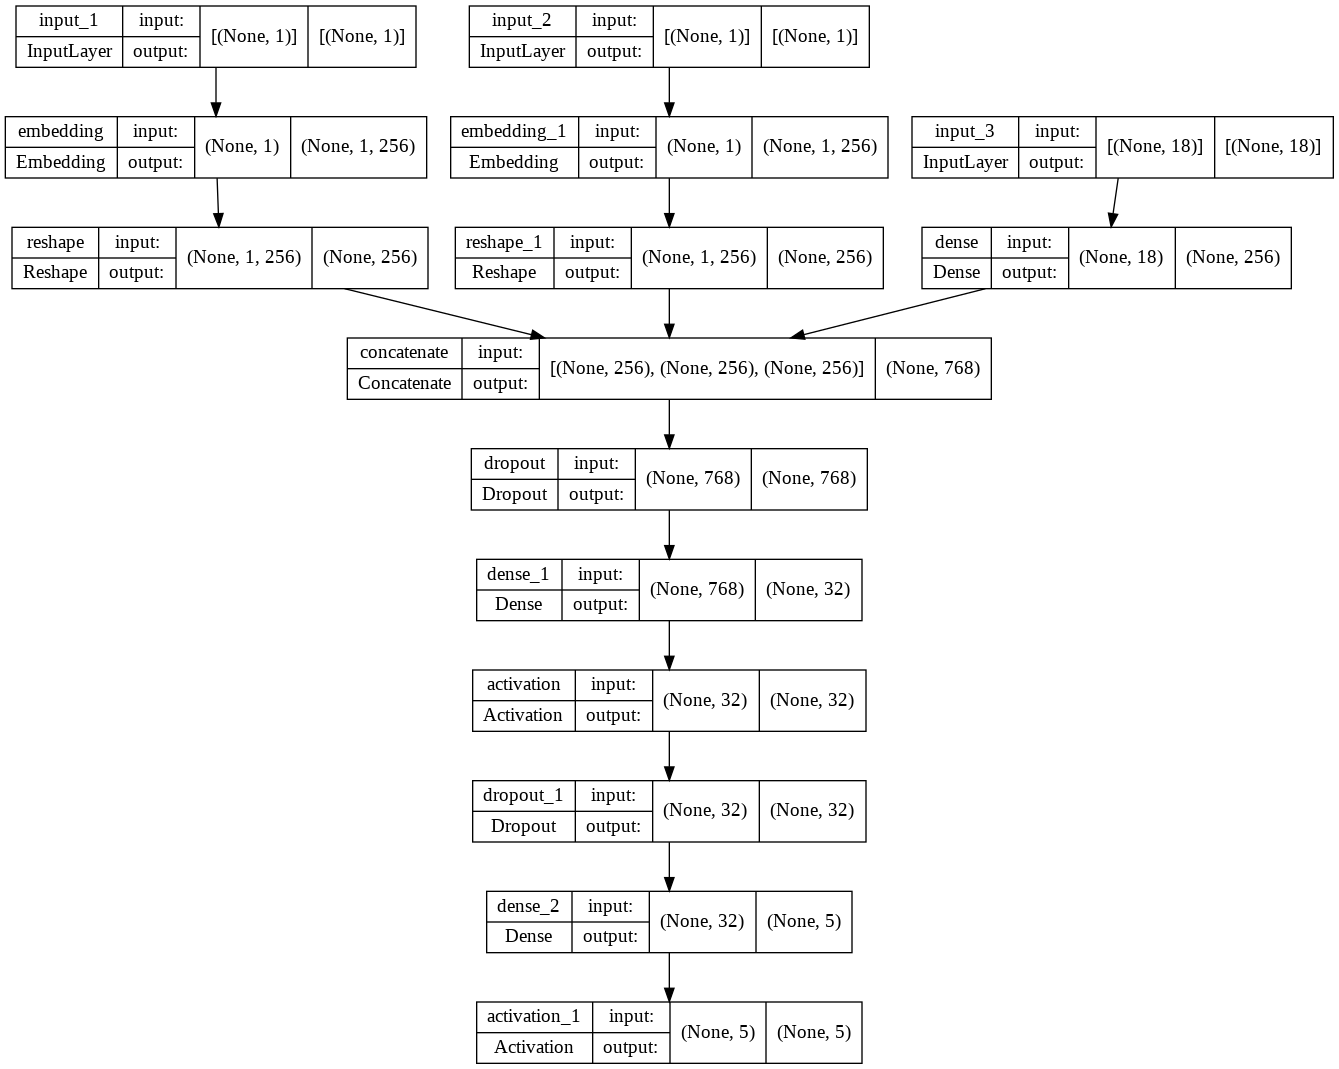 input_1 input: [(None, 1)] [(None, 1)]
InputLayer output:
input_2 input: [(None, 1)] [(None, 1)]
InputLayer output:
embedding input: (None, 1) (None, 1, 256)
Embedding output:
embedding_1 input: (None, 1) (None, 1, 256)
Embedding output:
input_3 input: [(None, 18)] [(None, 18)]
InputLayer output:
reshape input: (None, 1, 256) (None, 256)
Reshape output:
reshape_1 input: (None, 1, 256) (None, 256)
Reshape output:
dense input: (None, 18) (None, 256)
Dense output:
concatenate input: [(None, 256), (None, 256), (None, 256)] (None, 768)
Concatenate output:
dropout input: (None, 768) (None, 768)
Dropout output:
dense_1 input: (None, 768) (None, 32)
Dense output:
activation input: (None, 32) (None, 32)
Activation output:
dropout_1 input: (None, 32) (None, 32)
Dropout output:
dense_2 input: (None, 32) (None, 5)
Dense output:
activation_1 input: (None, 5) (None, 5)
Activation output: